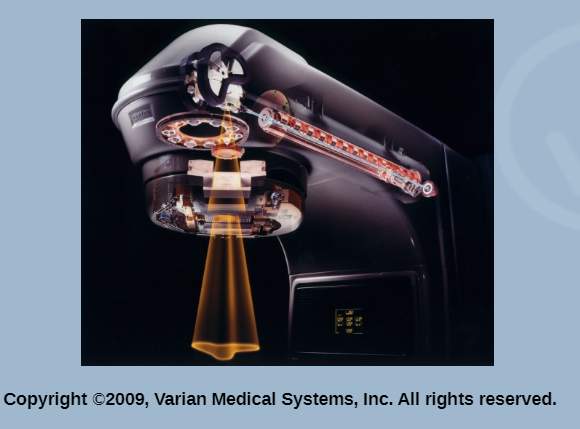 Copyright ©2009, Varian Medical Systems, Inc. All rights reserved.